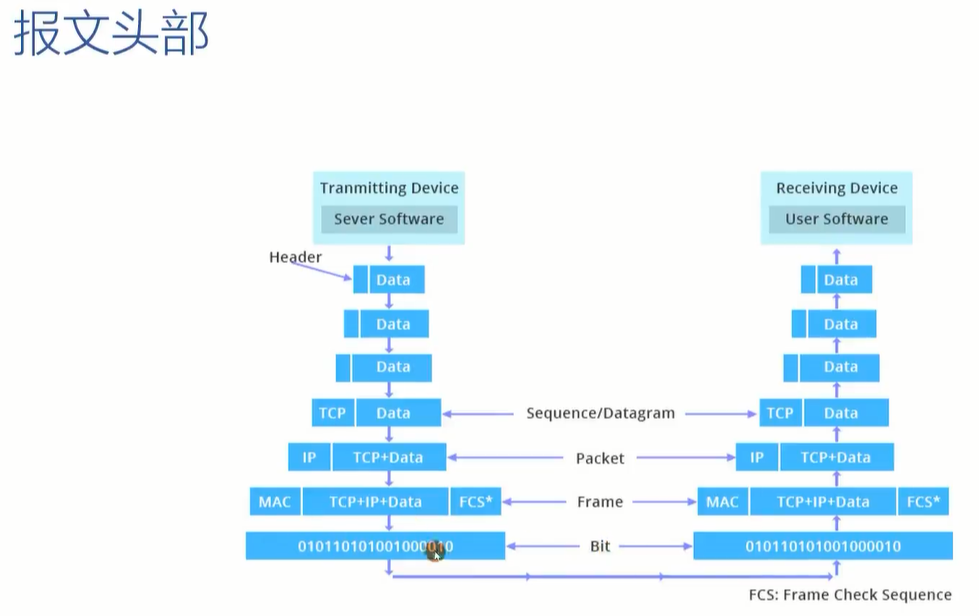 报文头部
Tranmitting Device
Sever Software
Receiving Device
User Software
Header
Data
Data
Data
Data
Data
Data
TCP Data
Sequence/Datagram
TCP Data
IP TCP+Data
Packet
IP TCP+Data
MAC TCP+IP+Data FCS*
Frame
MAC TCP+IP+Data FCS*
010110101001000010
Bit
010110101001000010
FCS: Frame Check Sequence